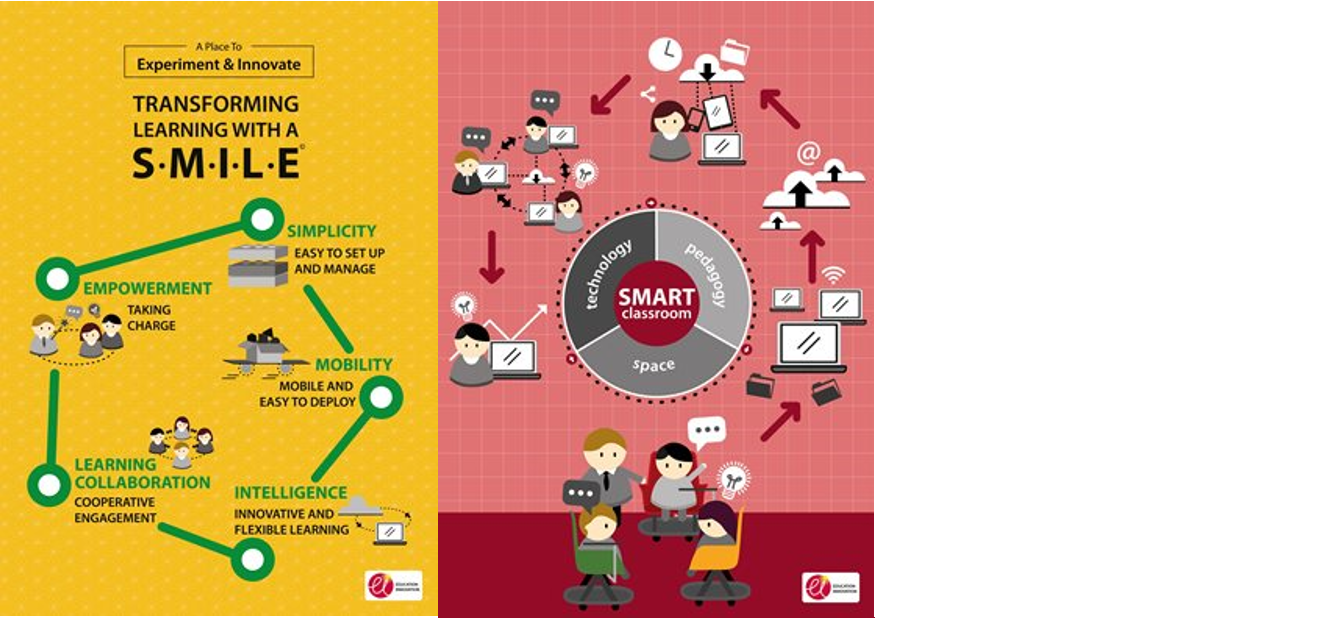 A Place To
Experiment & Innovate
TRANSFORMING
LEARNING WITH A
S·M·I·L·E©
SIMPLICITY
EASY TO SET UP
AND MANAGE
EMPOWERMENT
TAKING
CHARGE
MOBILITY
MOBILE AND
EASY TO DEPLOY
LEARNING
COLLABORATION
COOPERATIVE
ENGAGEMENT
INTELLIGENCE
INNOVATIVE AND
FLEXIBLE LEARNING
ei EDUCATION
INNOVATION
@
technology
pedagogy
SMART
classroom
space
ei EDUCATION
INNOVATION